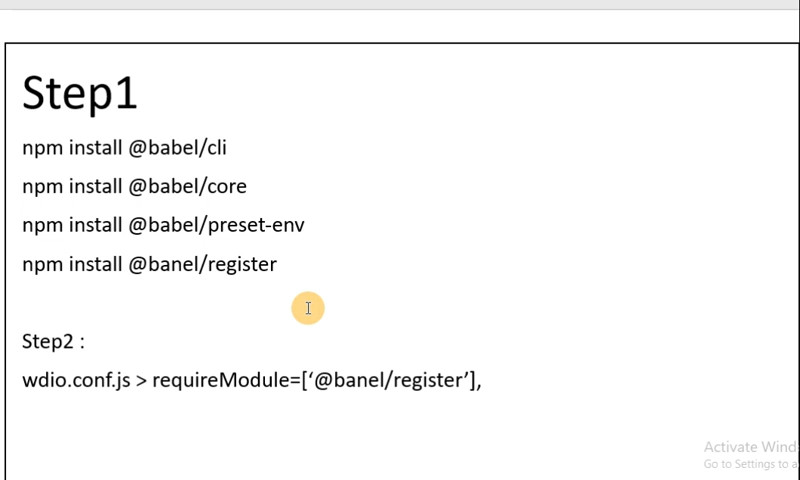 Step1
npm install @babel/cli
npm install @babel/core
npm install @babel/preset-env
npm install @banel/register
Step2 :
wdio.conf.js > requireModule=[‘@banel/register’],
Activate Wind
Go to Settings to a